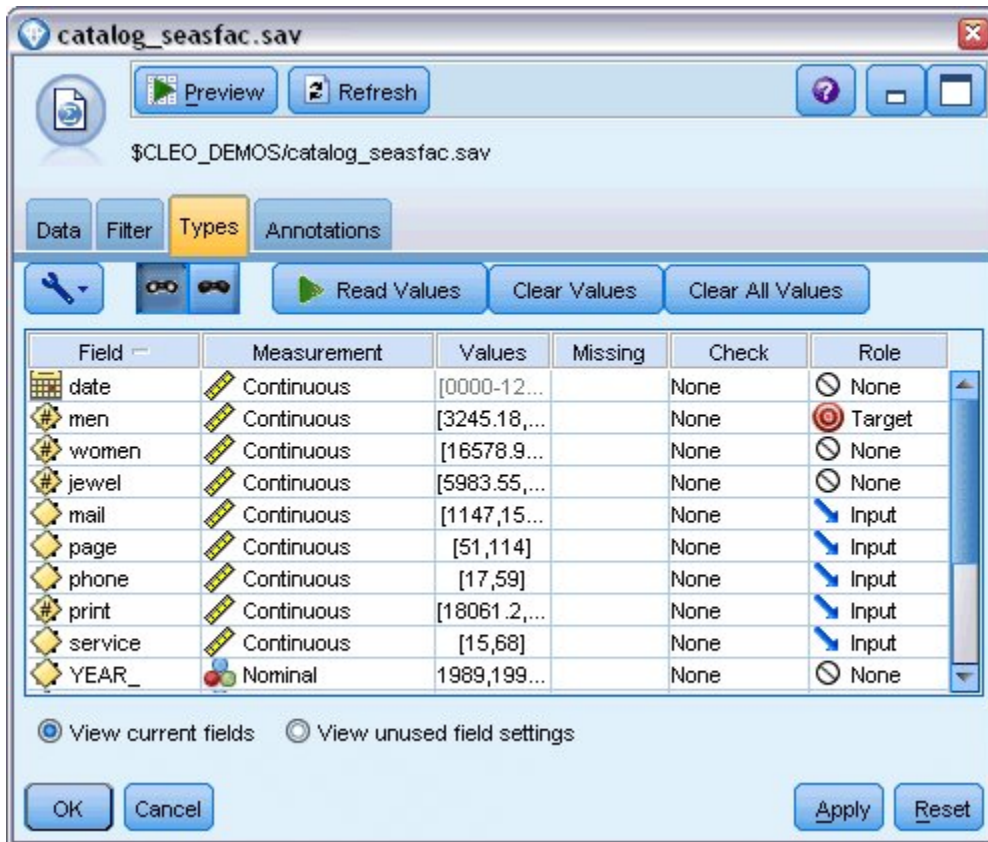 catalog_seasfac.sav
Preview Refresh
$CLEO_DEMOS/catalog_seasfac.sav
Data Filter Types Annotations
Read Values Clear Values Clear All Values
Field Measurement Values Missing Check Role
date Continuous [0000-12... None None
men Continuous [3245.18,... None Target
women Continuous [16578.9... None None
jewel Continuous [5983.55,... None None
mail Continuous [1147,15... None Input
page Continuous [51,114] None Input
phone Continuous [17,59] None Input
print Continuous [18061.2,... None Input
service Continuous [15,68] None Input
YEAR_ Nominal 1989,199... None None
View current fields View unused field settings
OK Cancel Apply Reset